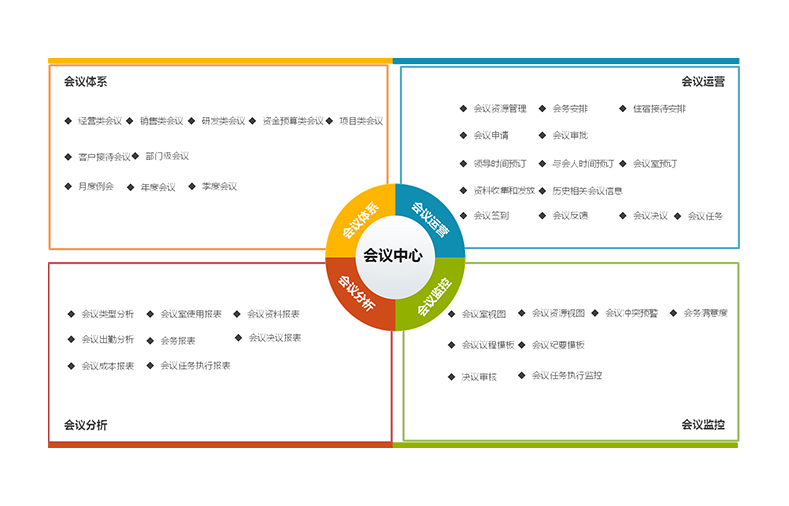 会议体系
经营类会议 销售类会议 研发类会议 资金预算类会议 项目类会议
客户接待会议 部门级会议
月度例会 年度会议 季度会议
会议运营
会议资源管理 会务安排 住宿接待安排
会议申请 会议审批
领导时间预订 与会人时间预订 会议室预订
资料收集和发放 历史相关会议信息
会议签到 会议反馈 会议决议 会议任务
会议体系
会议运营
会议中心
会议分析
会议监控
会议类型分析 会议室使用报表 会议资料报表
会议出勤分析 会务报表 会议决议报表
会议成本报表 会议任务执行报表
会议分析
会议室视图 会议资源视图 会议冲突预警 会务满意度
会议议程模板 会议纪要模板
决议审核 会议任务执行监控
会议监控